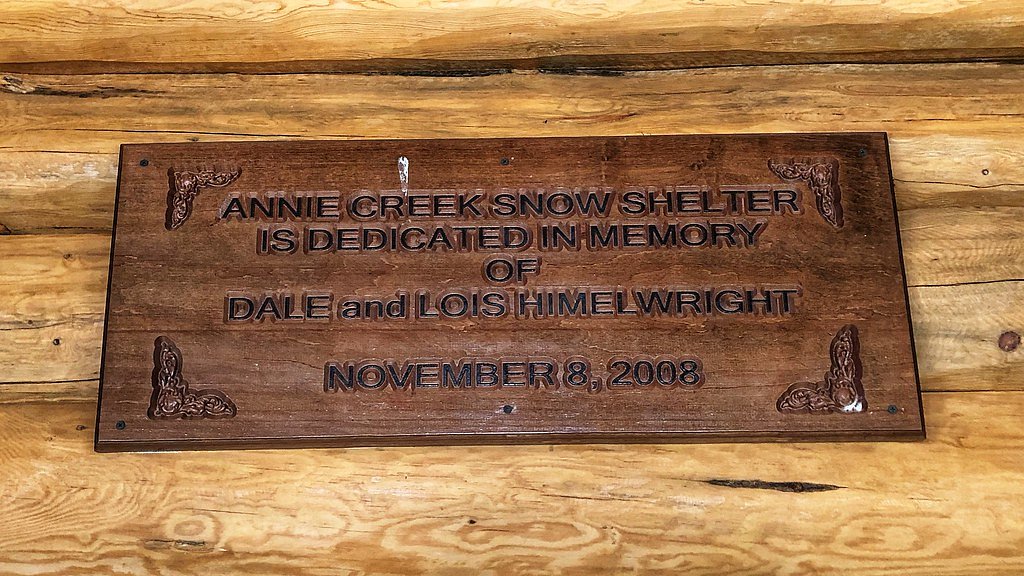 ANNIE CREEK SNOW SHELTER
IS DEDICATED IN MEMORY
OF
DALE and LOIS HIMELWRIGHT
NOVEMBER 8, 2008